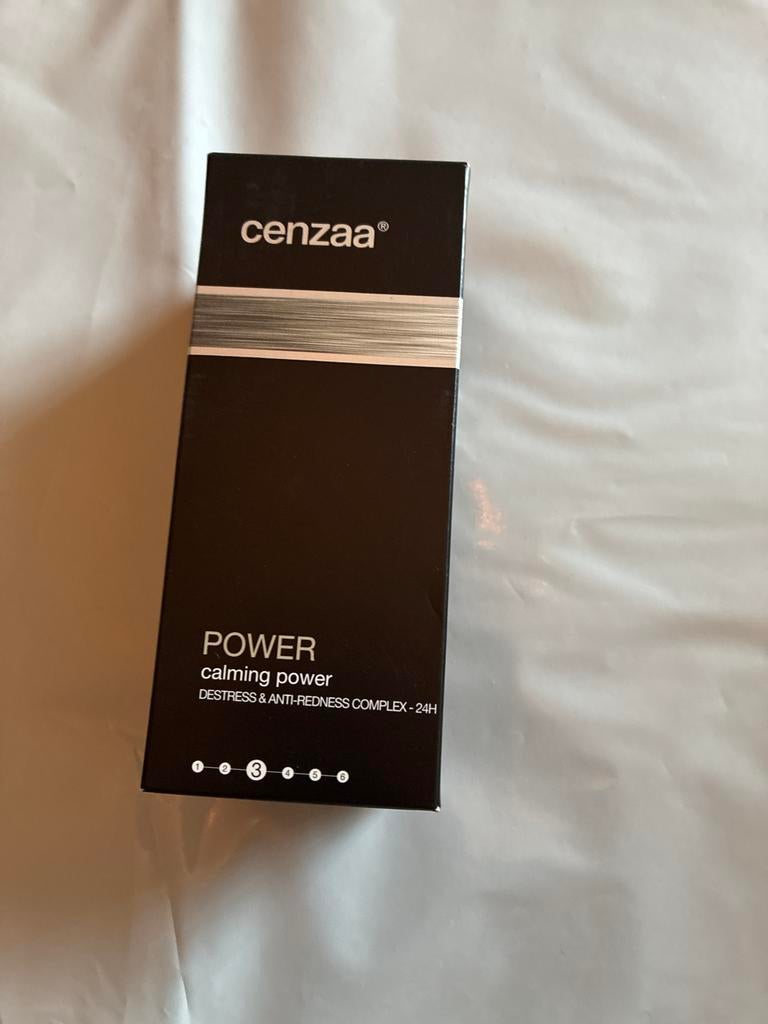 cenzaa®
POWER
calming power
DESTRESS & ANTI-REDNESS COMPLEX - 24H
1 2 3 4 5 6